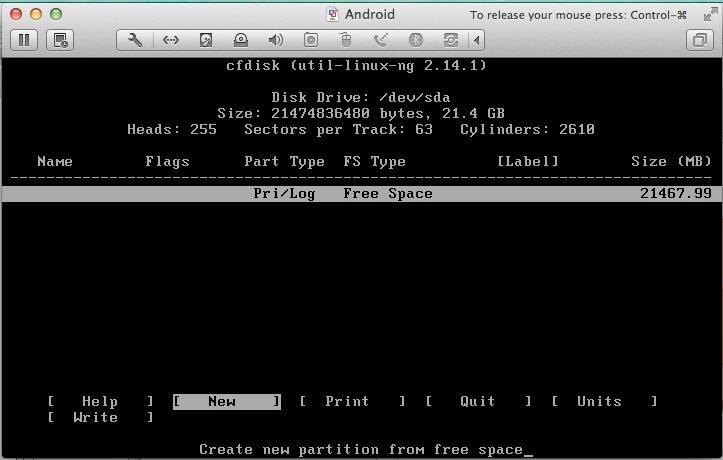 Android
To release your mouse press: Control-⌘
cfdisk (util-linux-ng 2.14.1)
Disk Drive: /dev/sda
Size: 21474836480 bytes, 21.4 GB
Heads: 255   Sectors per Track: 63   Cylinders: 2610
Name   Flags   Part Type   FS Type   [Label]   Size (MB)
Pri/Log   Free Space   21467.99
[ Help ]   [ New ]   [ Print ]   [ Quit ]   [ Units ]
[ Write ]
Create new partition from free space_